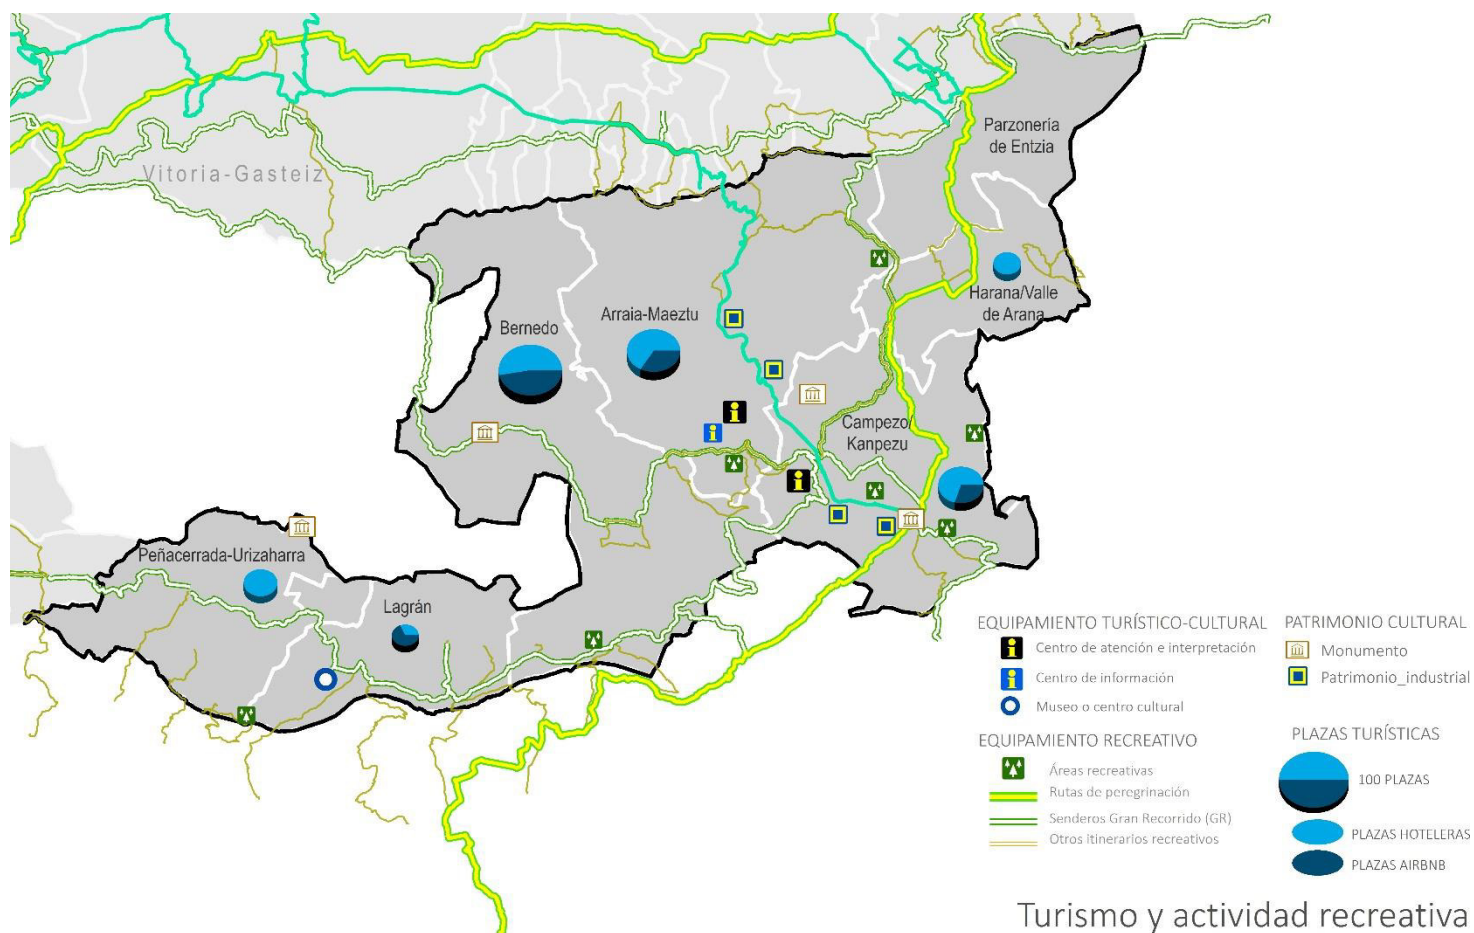 Parzonería
de Entzia
Vitoria-Gasteiz
Harana/Valle
de Arana
Arraia-Maeztu
Bernedo
Campezo/
Kanpezu
Peñacerrada-Urizaharra
Lagrán
EQUIPAMIENTO TURÍSTICO-CULTURAL
Centro de atención e interpretación
Centro de información
Museo o centro cultural
EQUIPAMIENTO RECREATIVO
Áreas recreativas
Rutas de peregrinación
Senderos Gran Recorrido (GR)
Otros itinerarios recreativos
PATRIMONIO CULTURAL
Monumento
Patrimonio_industrial
PLAZAS TURÍSTICAS
100 PLAZAS
PLAZAS HOTELERAS
PLAZAS AIRBNB
Turismo y actividad recreativa